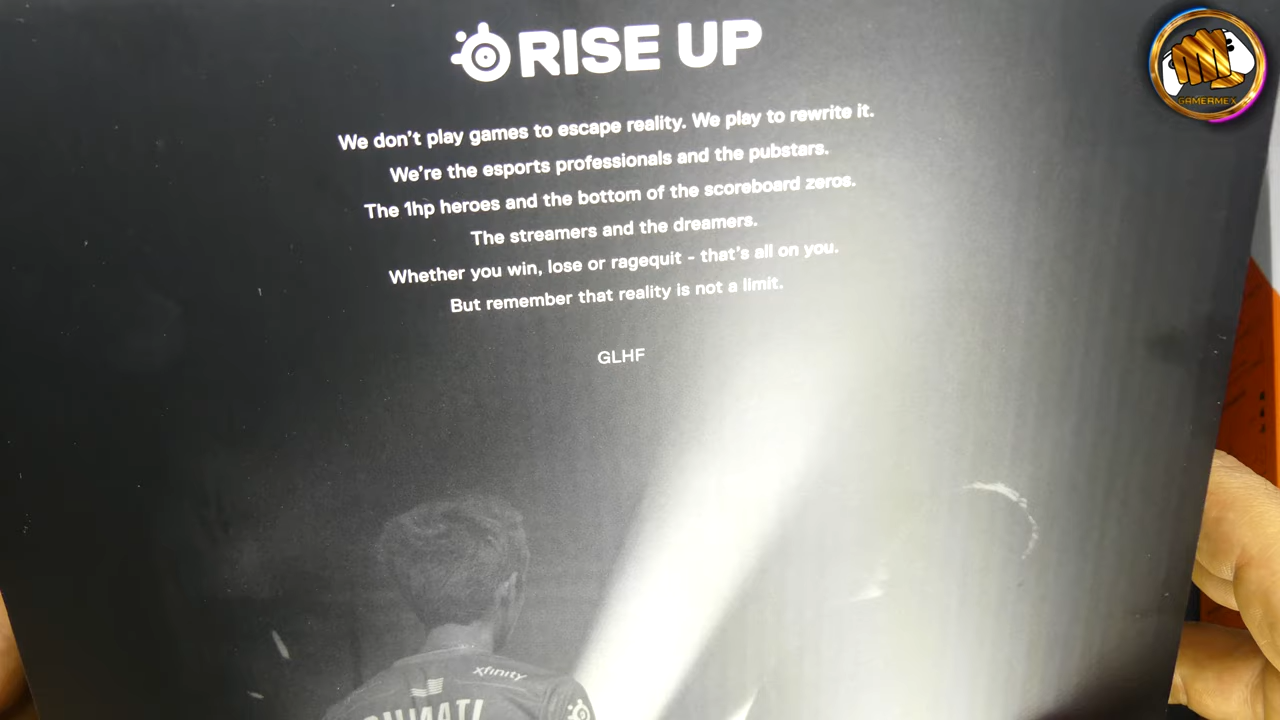 RISE UP
We don't play games to escape reality. We play to rewrite it.
We're the esports professionals and the pubstars.
The 1hp heroes and the bottom of the scoreboard zeros.
The streamers and the dreamers.
Whether you win, lose or ragequit - that's all on you.
But remember that reality is not a limit.
GLHF
xfinity
GAMERMEX